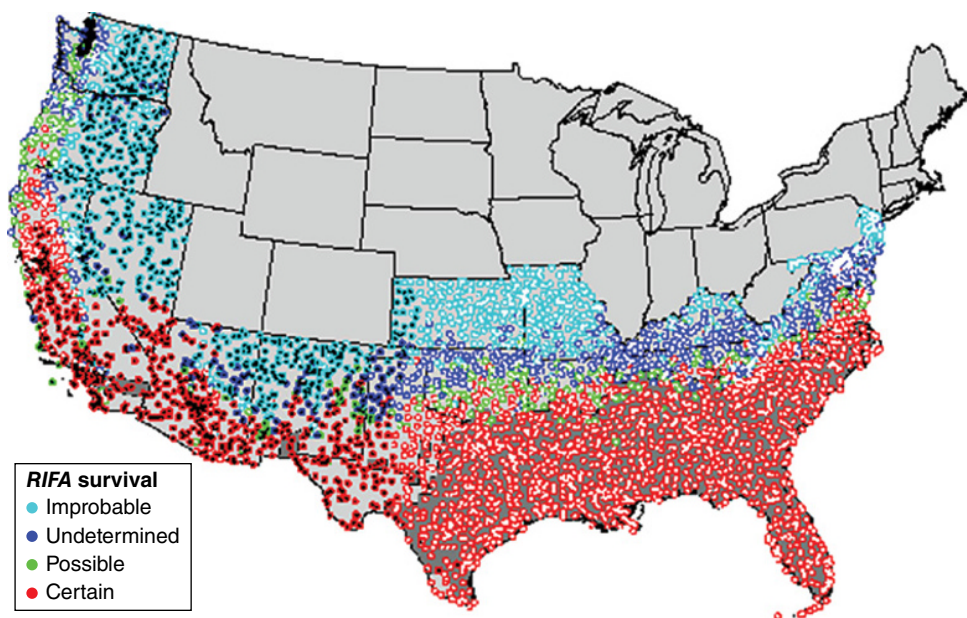 RIFA survival
Improbable
Undetermined
Possible
Certain